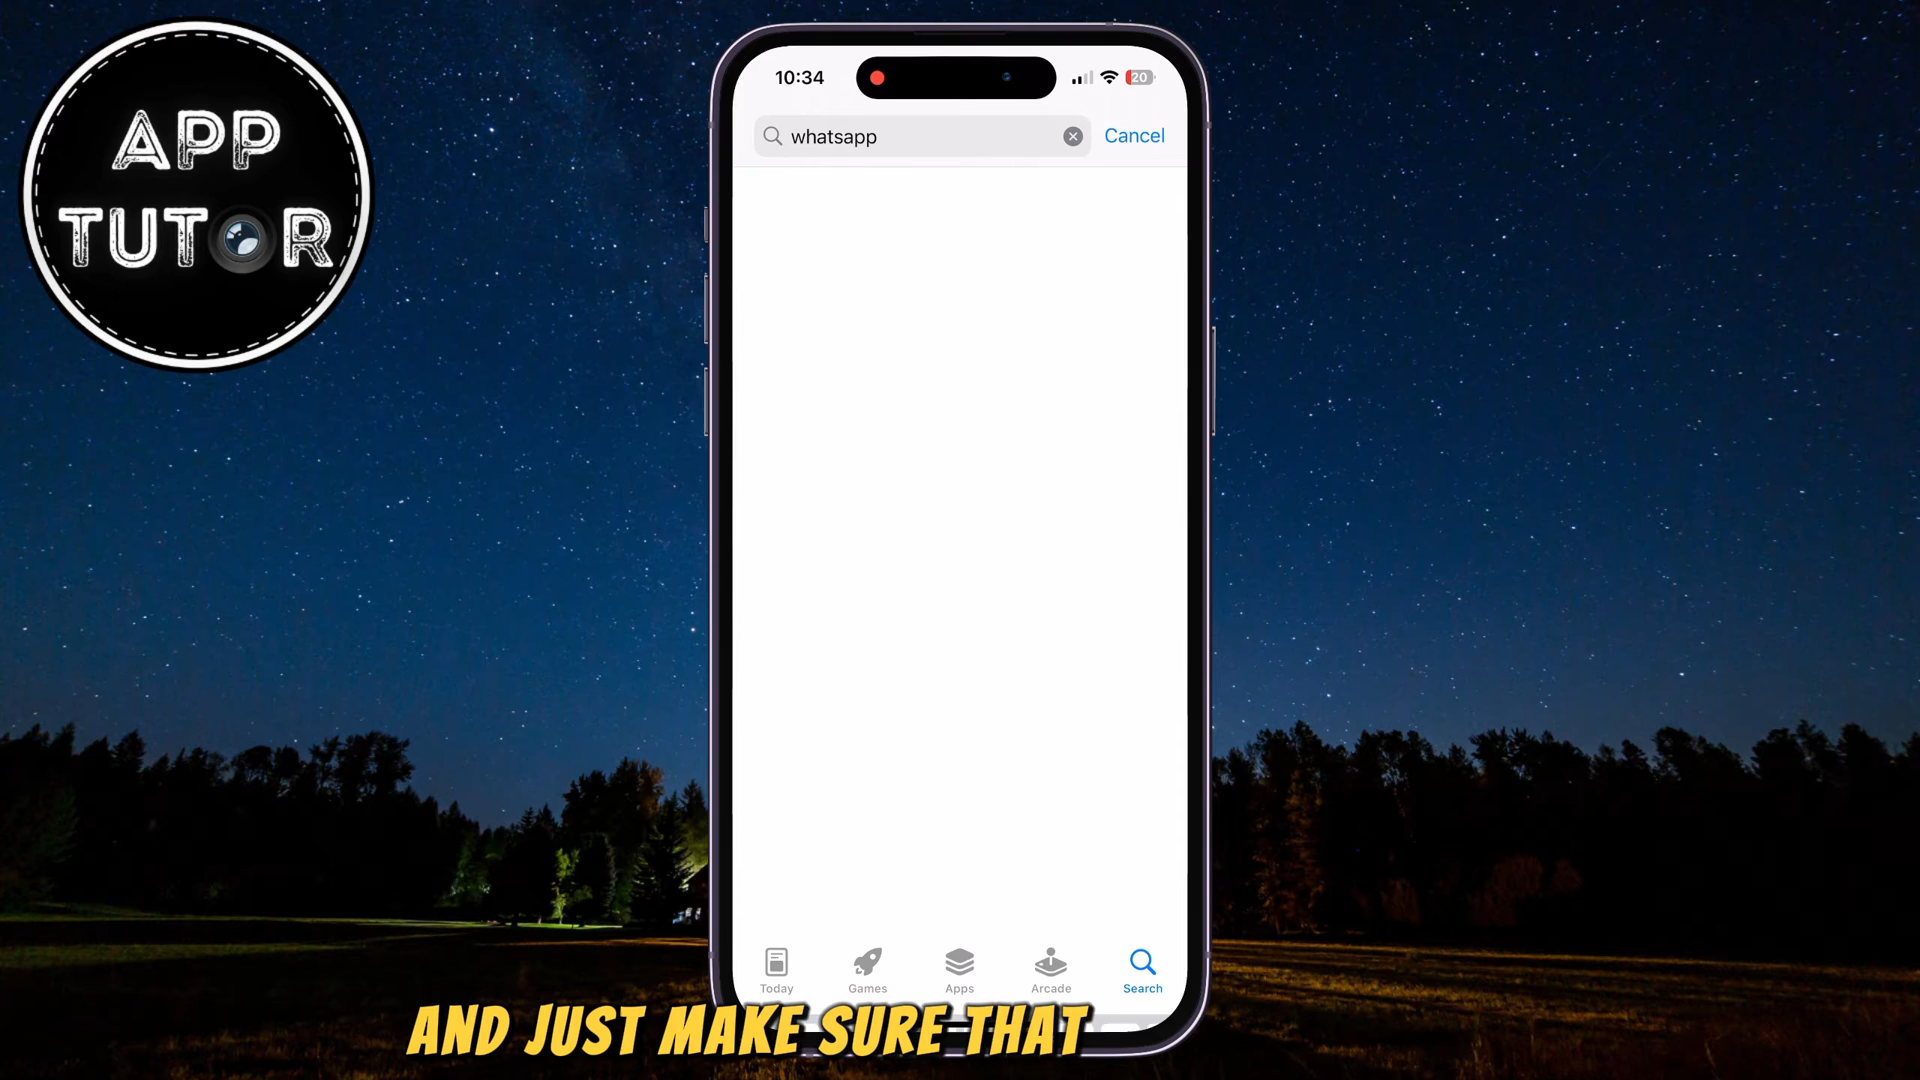 APP
TUTOR
10:34
20
whatsapp
Cancel
Today
Games
Apps
Arcade
Search
AND JUST MAKE SURE THAT